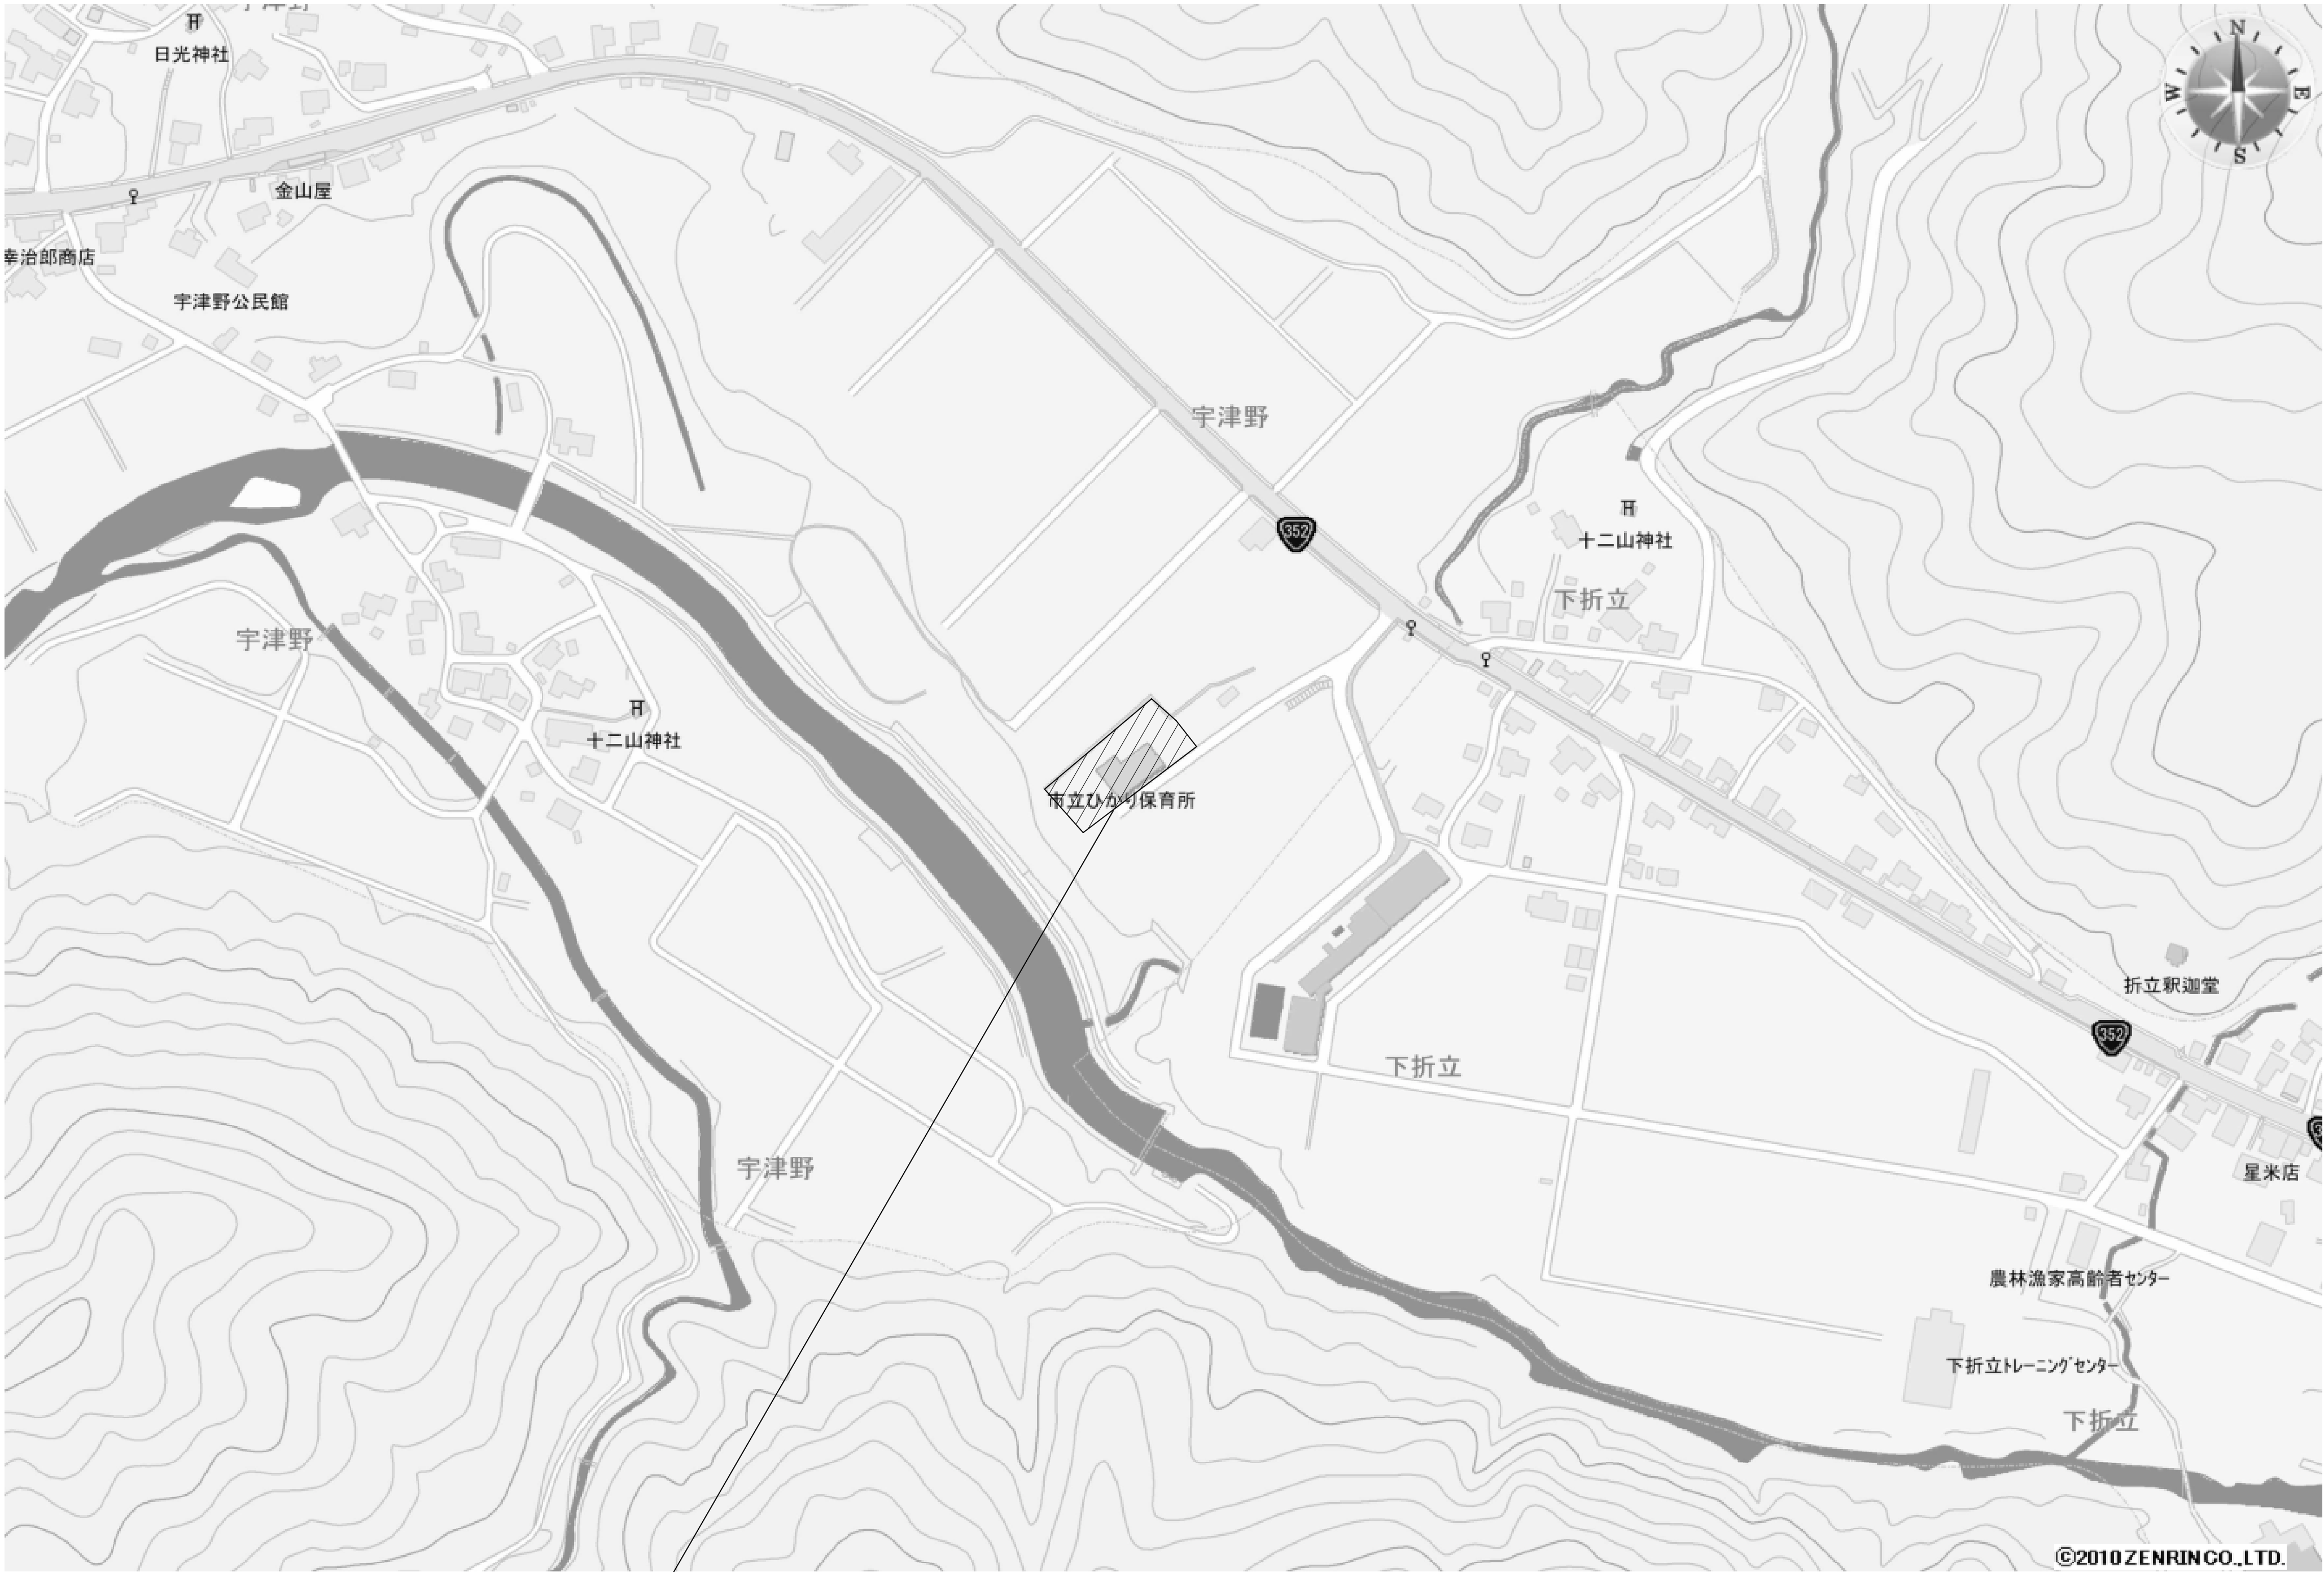 宇津野
日光神社
N
W
E
S
金山屋
幸治郎商店
宇津野公民館
宇津野
352
十二山神社
下折立
宇津野
十二山神社
市立ひかり保育所
折立釈迦堂
352
下折立
星米店
宇津野
農林漁家高齢者センター
下折立トレーニングセンター
下折立
©2010 ZENRIN CO., LTD.